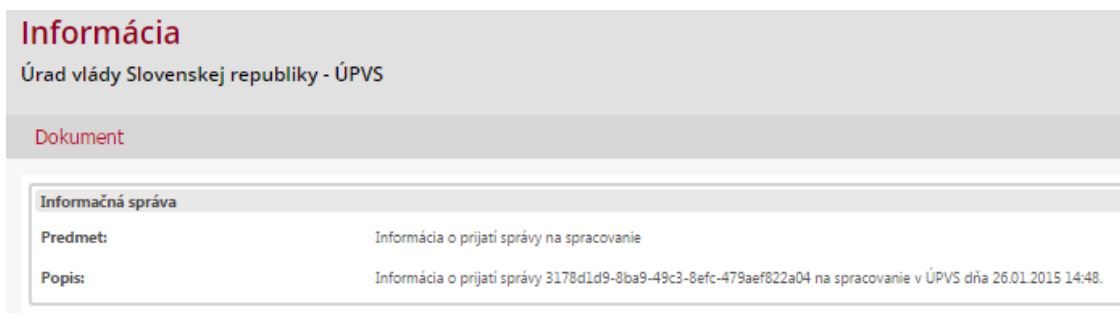 Informácia
Úrad vlády Slovenskej republiky - ÚPVS
Dokument
Informačná správa
Predmet: Informácia o prijatí správy na spracovanie
Popis: Informácia o prijatí správy 3178d1d9-8ba9-49c3-8efc-479aef822a04 na spracovanie v ÚPVS dňa 26.01.2015 14:48.